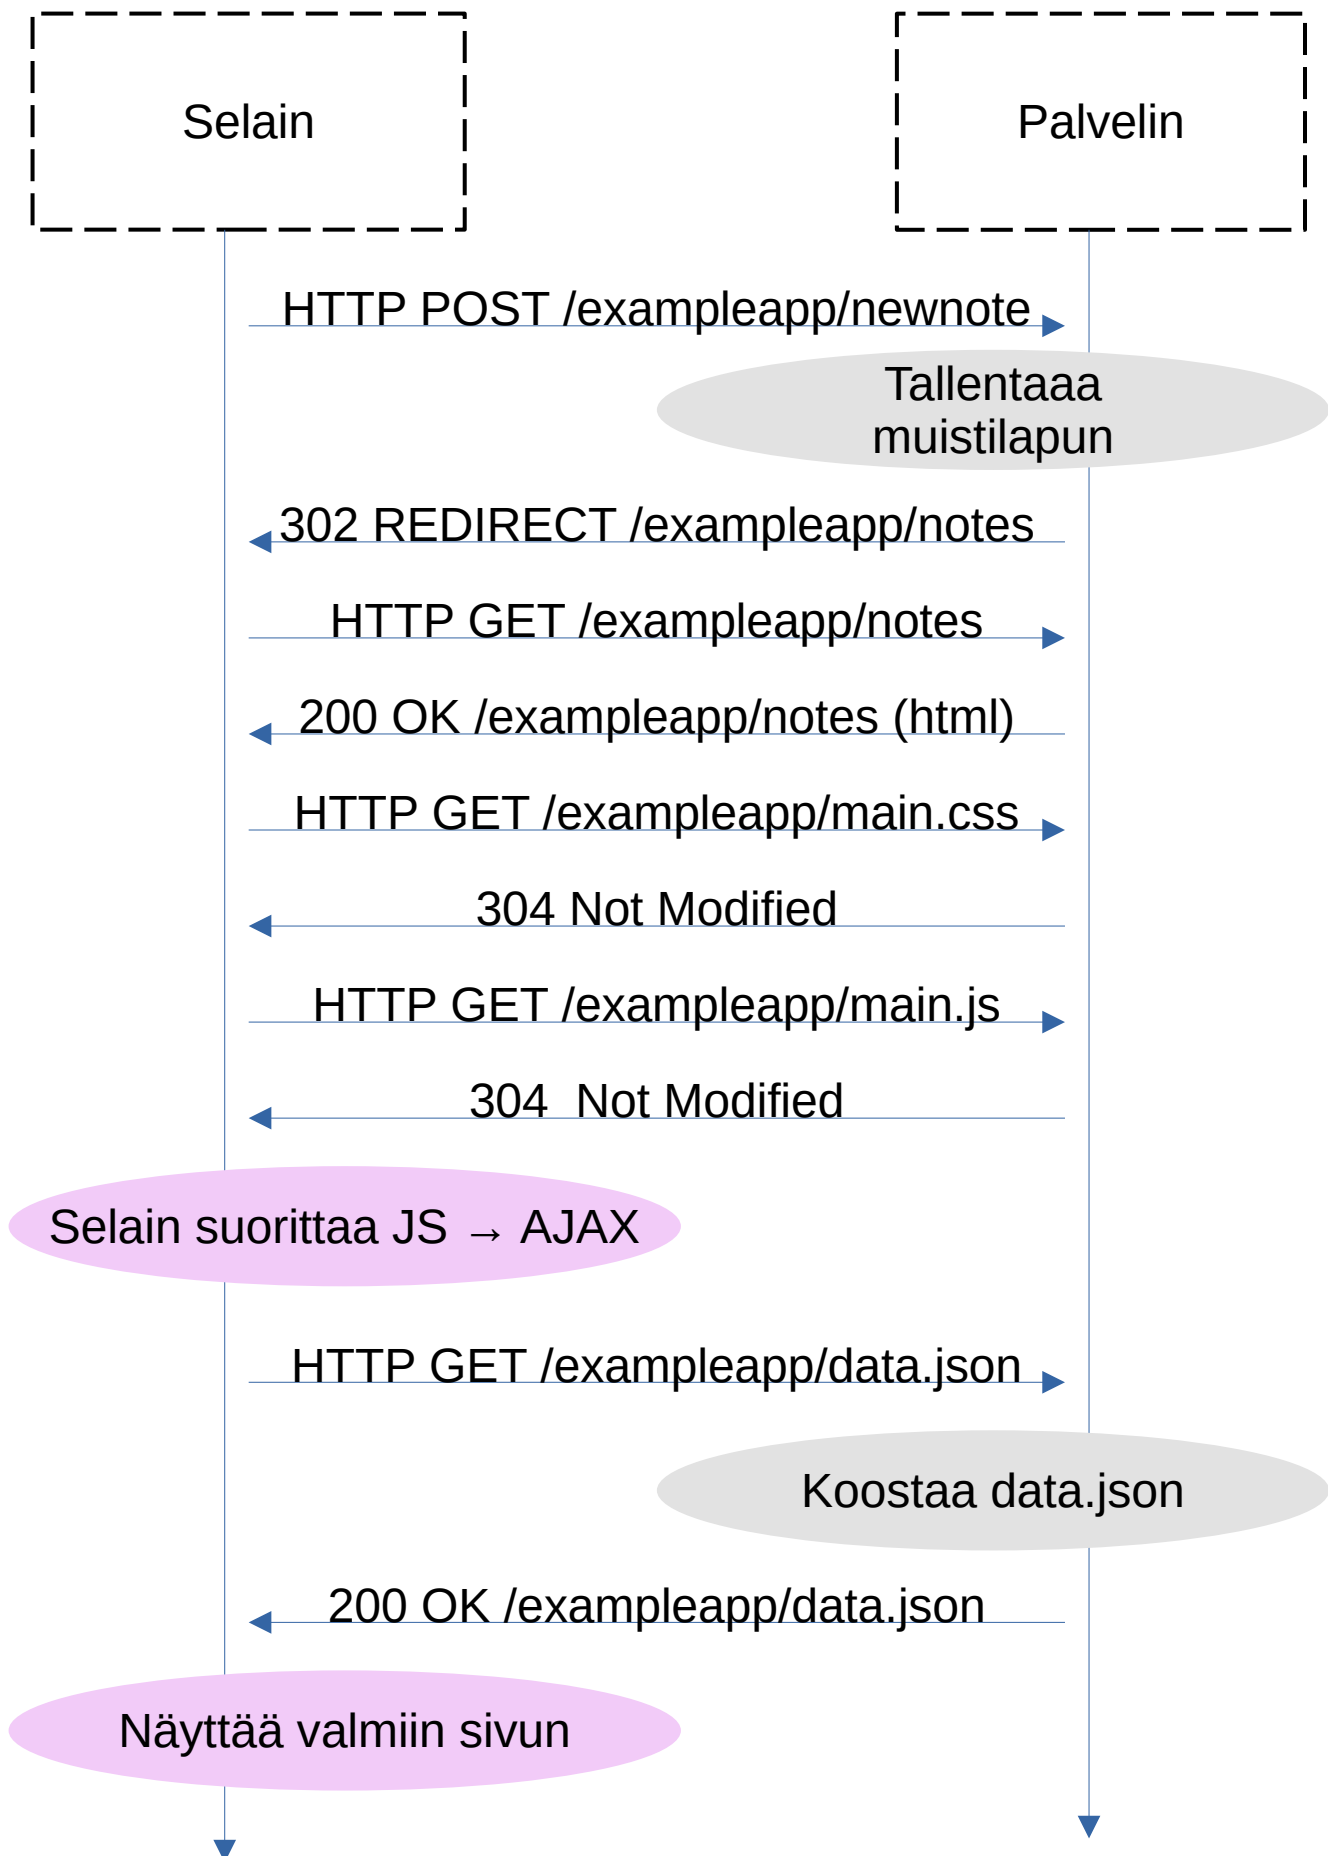 Selain
Palvelin
HTTP POST /exampleapp/newnote
Tallentaaa
muistilapun
302 REDIRECT /exampleapp/notes
HTTP GET /exampleapp/notes
200 OK /exampleapp/notes (html)
HTTP GET /exampleapp/main.css
304 Not Modified
HTTP GET /exampleapp/main.js
304  Not Modified
Selain suorittaa JS → AJAX
HTTP GET /exampleapp/data.json
Koostaa data.json
200 OK /exampleapp/data.json
Näyttää valmiin sivun